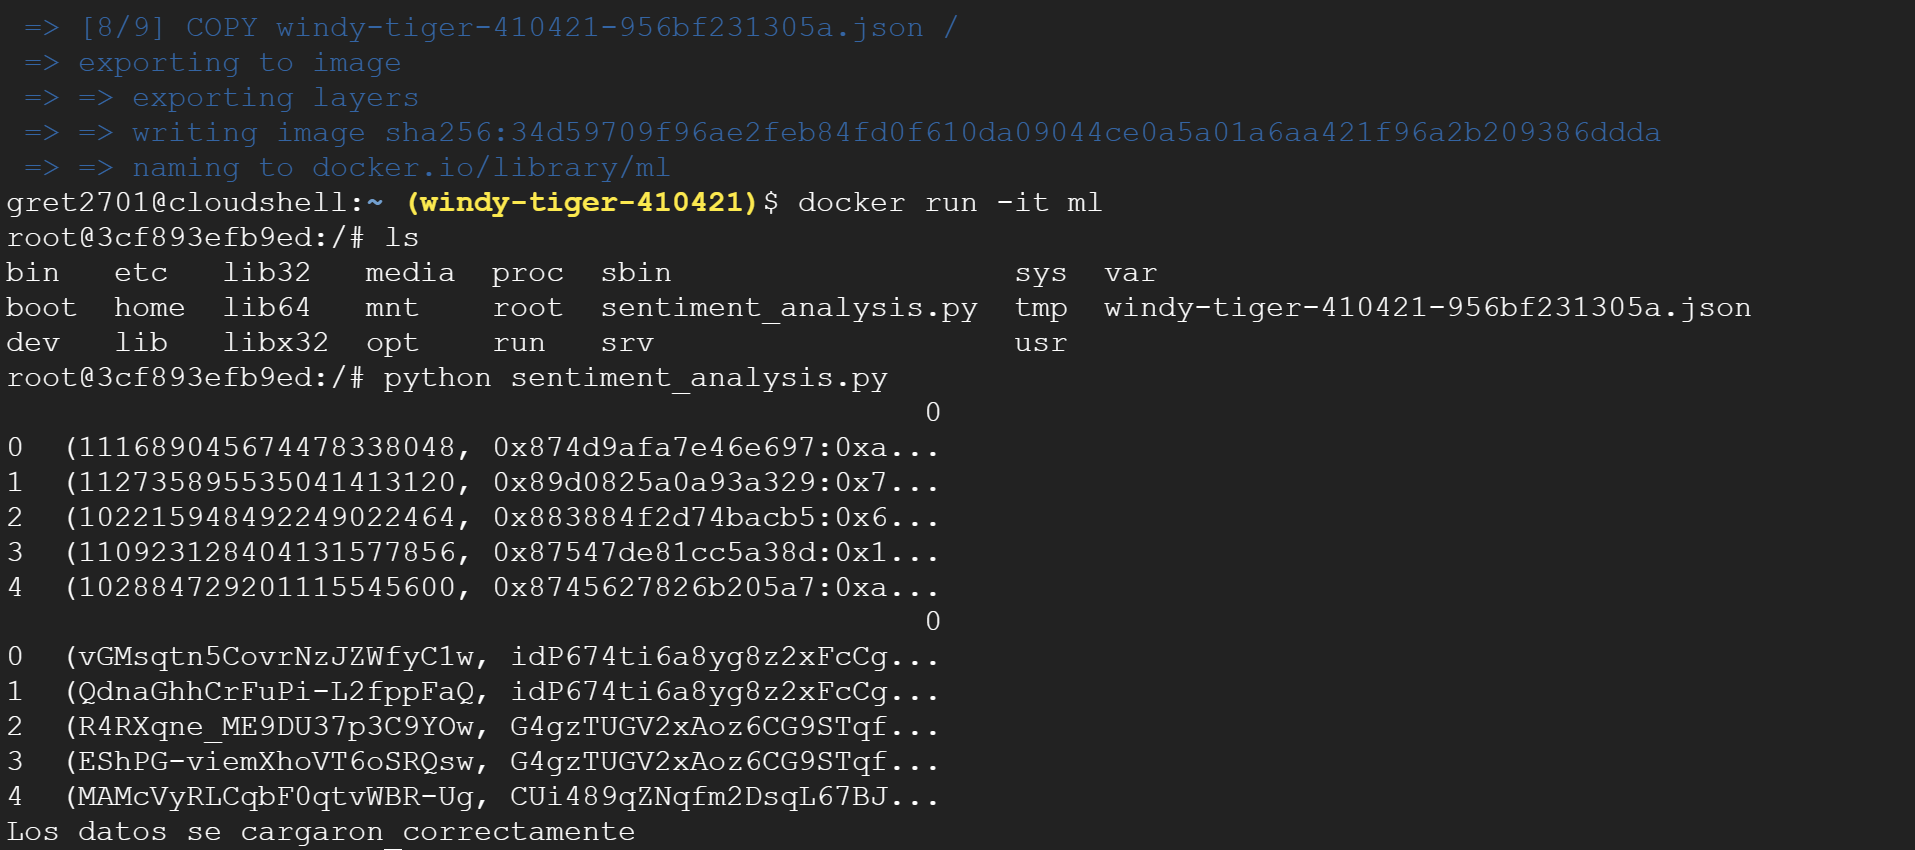 => [8/9] COPY windy-tiger-410421-956bf231305a.json /
=> exporting to image
=> => exporting layers
=> => writing image sha256:34d59709f96ae2feb84fd0f610da09044ce0a5a01a6aa421f96a2b209386ddda
=> => naming to docker.io/library/ml
gret2701@cloudshell:~ (windy-tiger-410421)$ docker run -it ml
root@3cf893efb9ed:/# ls
bin   etc   lib32   media  proc  sbin                   sys  var
boot  home  lib64   mnt    root  sentiment_analysis.py  tmp  windy-tiger-410421-956bf231305a.json
dev   lib   libx32  opt    run   srv                    usr
root@3cf893efb9ed:/# python sentiment_analysis.py
0
0  (111689045674478338048, 0x874d9afa7e46e697:0xa...
1  (112735895535041413120, 0x89d0825a0a93a329:0x7...
2  (102215948492249022464, 0x883884f2d74bacb5:0x6...
3  (110923128404131577856, 0x87547de81cc5a38d:0x1...
4  (102884729201115545600, 0x8745627826b205a7:0xa...
0
0  (vGMsqtn5CovrNzJZWfyC1w, idP674ti6a8yg8z2xFcCg...
1  (QdnaGhhCrFuPi-L2fppFaQ, idP674ti6a8yg8z2xFcCg...
2  (R4RXqne_ME9DU37p3C9YOw, G4gzTUGV2xAoz6CG9STqf...
3  (EShPG-viemXhoVT6oSRQsw, G4gzTUGV2xAoz6CG9STqf...
4  (MAMcVyRLCqbF0qtvWBR-Ug, CUi489qZNqfm2DsqL67BJ...
Los datos se cargaron correctamente